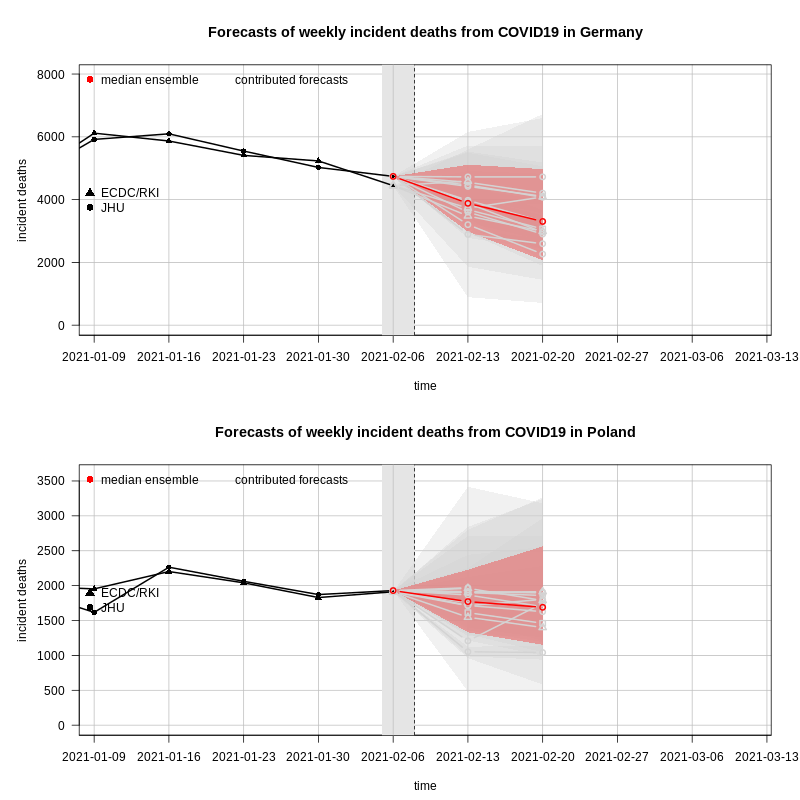 Forecasts of weekly incident deaths from COVID19 in Germany
8000
median ensemble contributed forecasts
6000
incident deaths
ECDC/RKI
4000
JHU
2000
0
2021-01-09 2021-01-16 2021-01-23 2021-01-30 2021-02-06 2021-02-13 2021-02-20 2021-02-27 2021-03-06 2021-03-13
time
Forecasts of weekly incident deaths from COVID19 in Poland
3500
median ensemble contributed forecasts
3000
2500
incident deaths
2000
ECDC/RKI
JHU
1500
1000
500
0
2021-01-09 2021-01-16 2021-01-23 2021-01-30 2021-02-06 2021-02-13 2021-02-20 2021-02-27 2021-03-06 2021-03-13
time